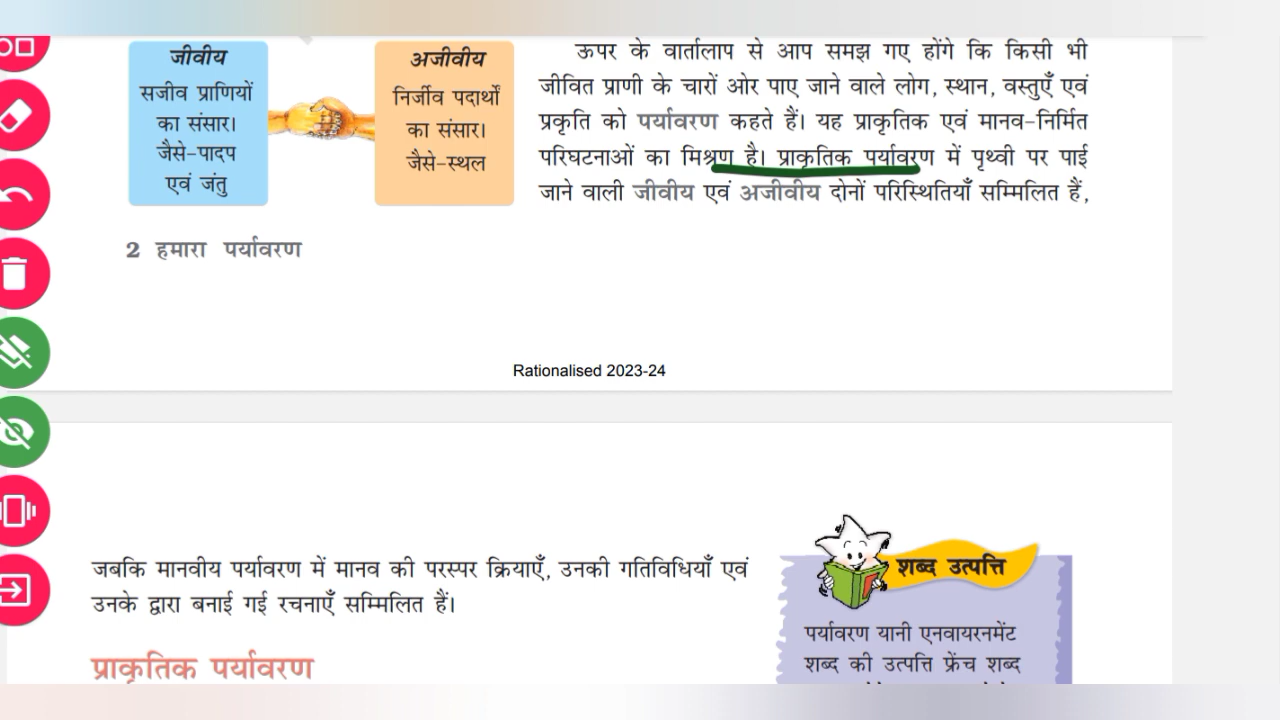 जीवीय
सजीव प्राणियों
का संसार।
जैसे-पादप
एवं जंतु
अजीवीय
निर्जीव पदार्थों
का संसार।
जैसे-स्थल
ऊपर के वार्तालाप से आप समझ गए होंगे कि किसी भी
जीवित प्राणी के चारों ओर पाए जाने वाले लोग, स्थान, वस्तुएँ एवं
प्रकृति को पर्यावरण कहते हैं। यह प्राकृतिक एवं मानव-निर्मित
परिघटनाओं का मिश्रण है। प्राकृतिक पर्यावरण में पृथ्वी पर पाई
जाने वाली जीवीय एवं अजीवीय दोनों परिस्थितियाँ सम्मिलित हैं,
2 हमारा पर्यावरण
Rationalised 2023-24
जबकि मानवीय पर्यावरण में मानव की परस्पर क्रियाएँ, उनकी गतिविधियाँ एवं
उनके द्वारा बनाई गई रचनाएँ सम्मिलित हैं।
प्राकृतिक पर्यावरण
शब्द उत्पत्ति
पर्यावरण यानी एनवायरनमेंट
शब्द की उत्पत्ति फ्रेंच शब्द